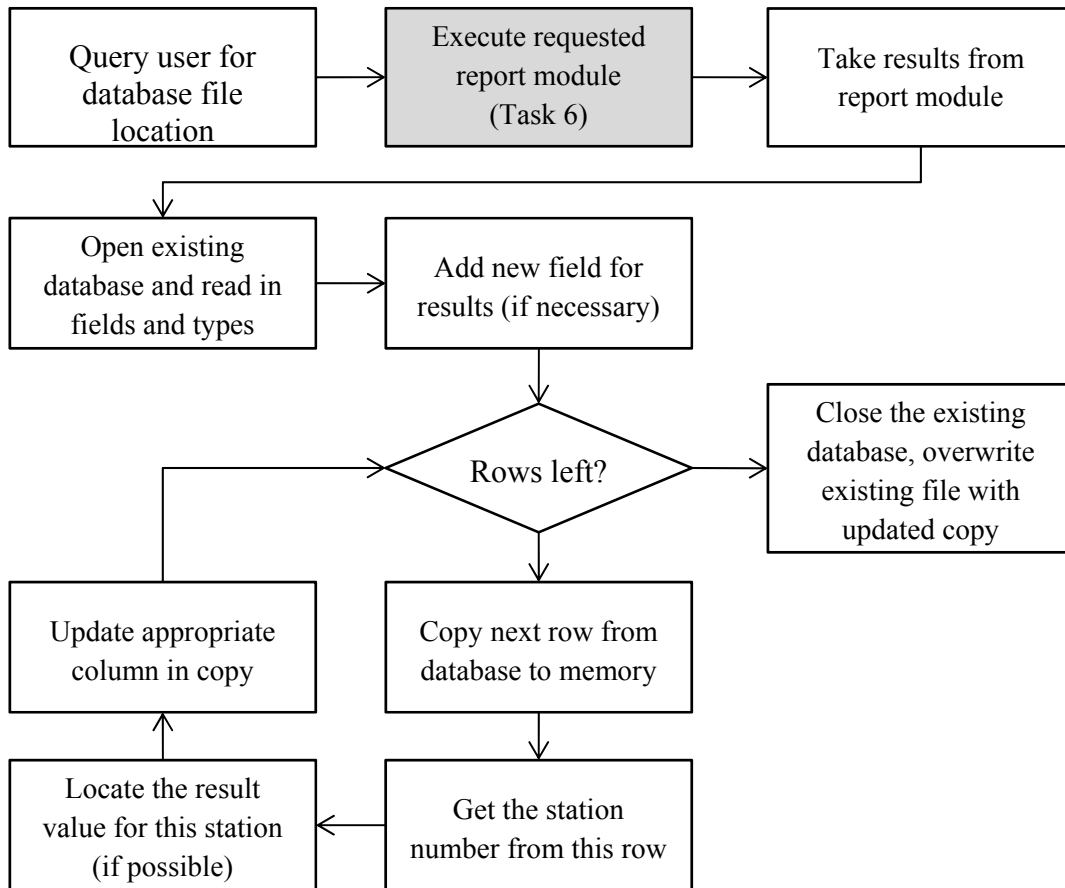 Query user for
database file
location
Execute requested
report module
(Task 6)
Take results from
report module
Open existing
database and read in
fields and types
Add new field for
results (if necessary)
Rows left?
Close the existing
database, overwrite
existing file with
updated copy
Copy next row from
database to memory
Get the station
number from this row
Locate the result
value for this station
(if possible)
Update appropriate
column in copy